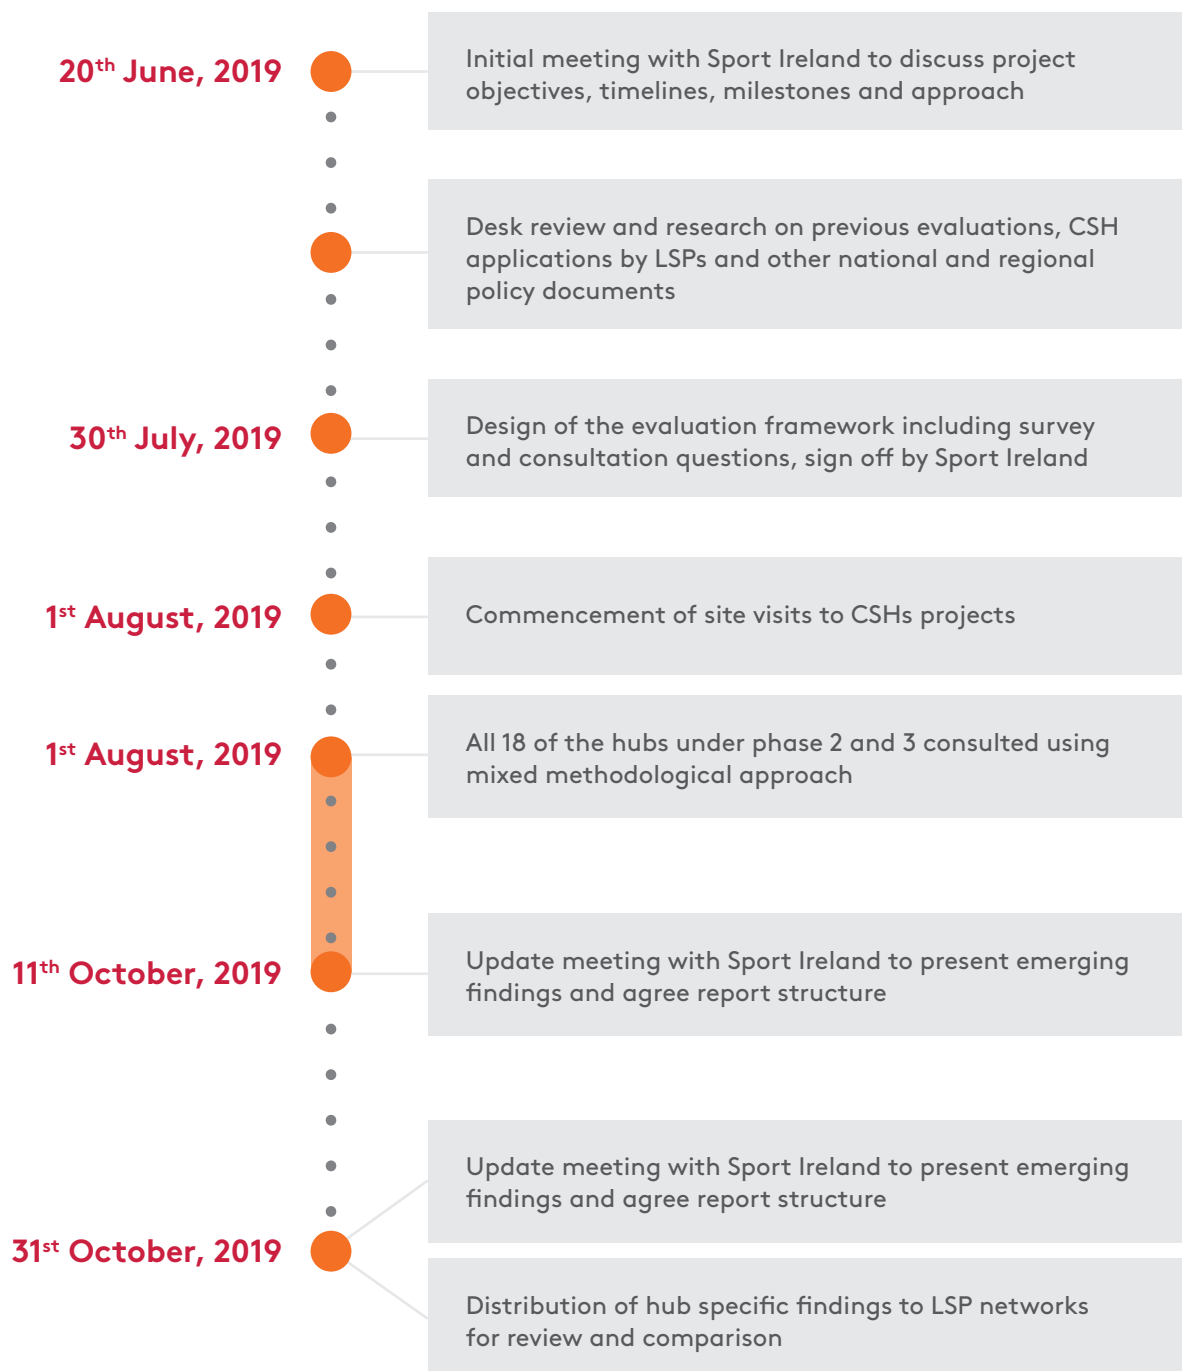 20th June, 2019
Initial meeting with Sport Ireland to discuss project
objectives, timelines, milestones and approach
Desk review and research on previous evaluations, CSH
applications by LSPs and other national and regional
policy documents
30th July, 2019
Design of the evaluation framework including survey
and consultation questions, sign off by Sport Ireland
1st August, 2019
Commencement of site visits to CSHs projects
1st August, 2019
All 18 of the hubs under phase 2 and 3 consulted using
mixed methodological approach
11th October, 2019
Update meeting with Sport Ireland to present emerging
findings and agree report structure
31st October, 2019
Update meeting with Sport Ireland to present emerging
findings and agree report structure
Distribution of hub specific findings to LSP networks
for review and comparison